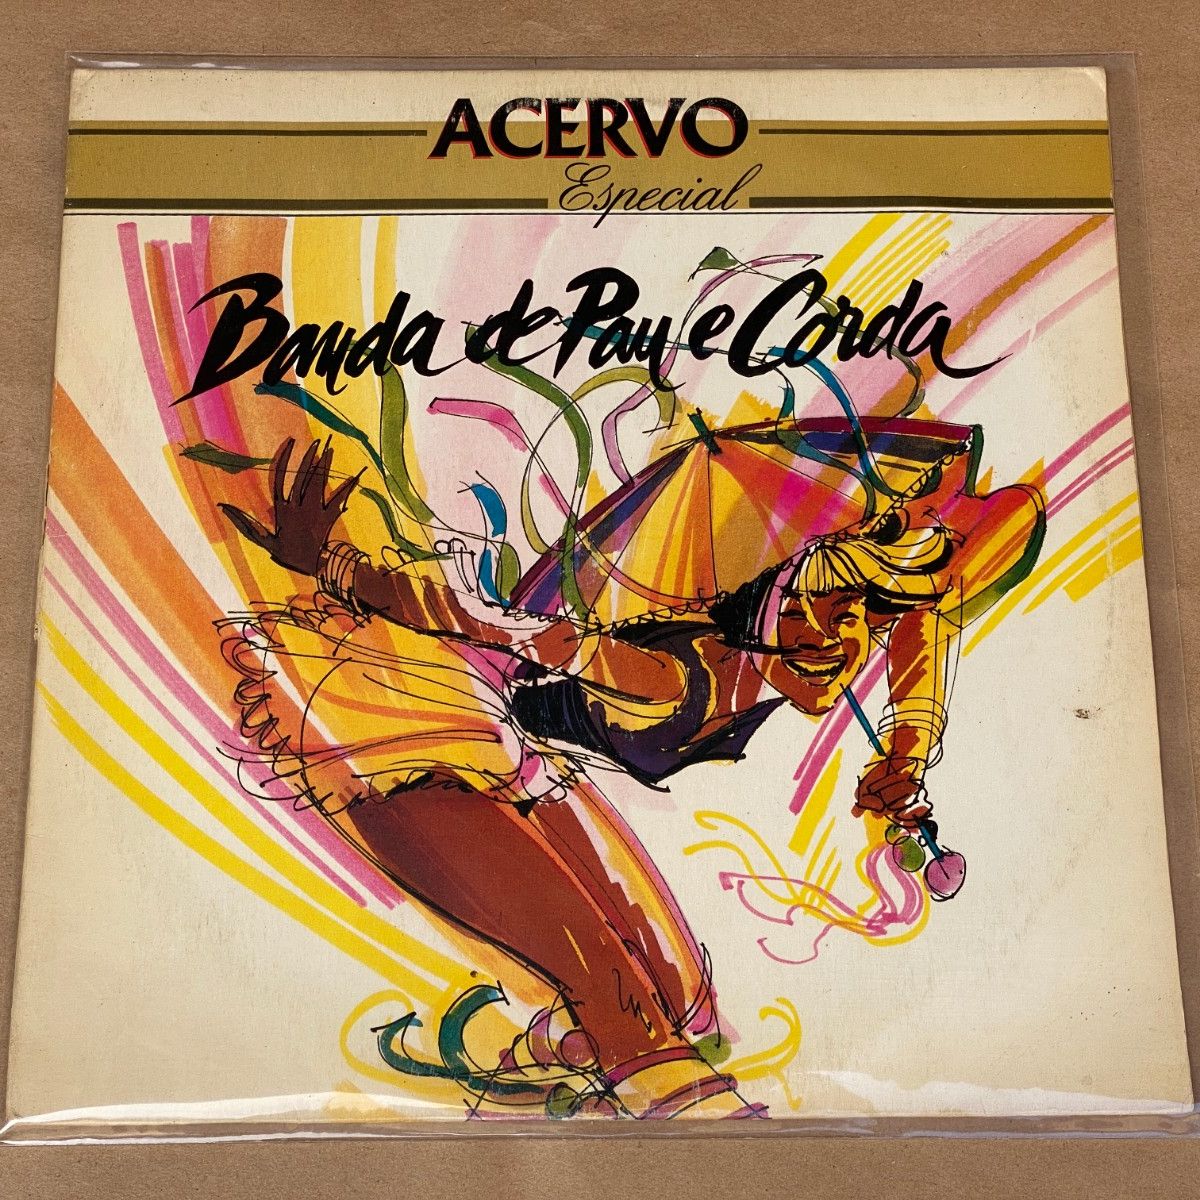 ACERVO
Especial
Banda de Pau e Corda